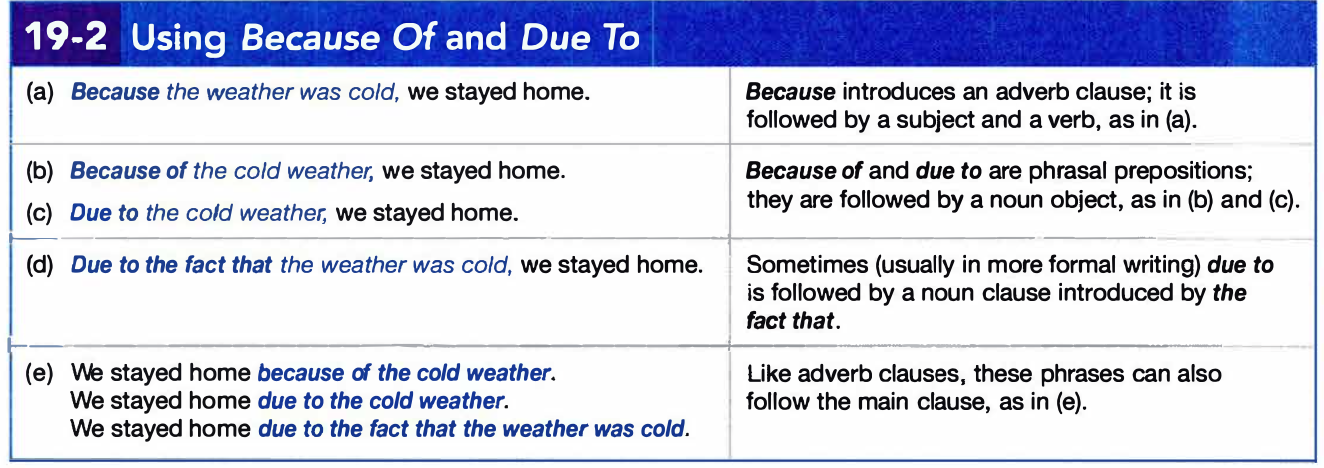 19-2 Using Because Of and Due To
(a) Because the weather was cold, we stayed home.
Because introduces an adverb clause; it is
followed by a subject and a verb, as in (a).
(b) Because of the cold weather, we stayed home.
(c) Due to the cold weather, we stayed home.
Because of and due to are phrasal prepositions;
they are followed by a noun object, as in (b) and (c).
(d) Due to the fact that the weather was cold, we stayed home.
Sometimes (usually in more formal writing) due to
is followed by a noun clause introduced by the
fact that.
(e) We stayed home because of the cold weather.
We stayed home due to the cold weather.
We stayed home due to the fact that the weather was cold.
Like adverb clauses, these phrases can also
follow the main clause, as in (e).